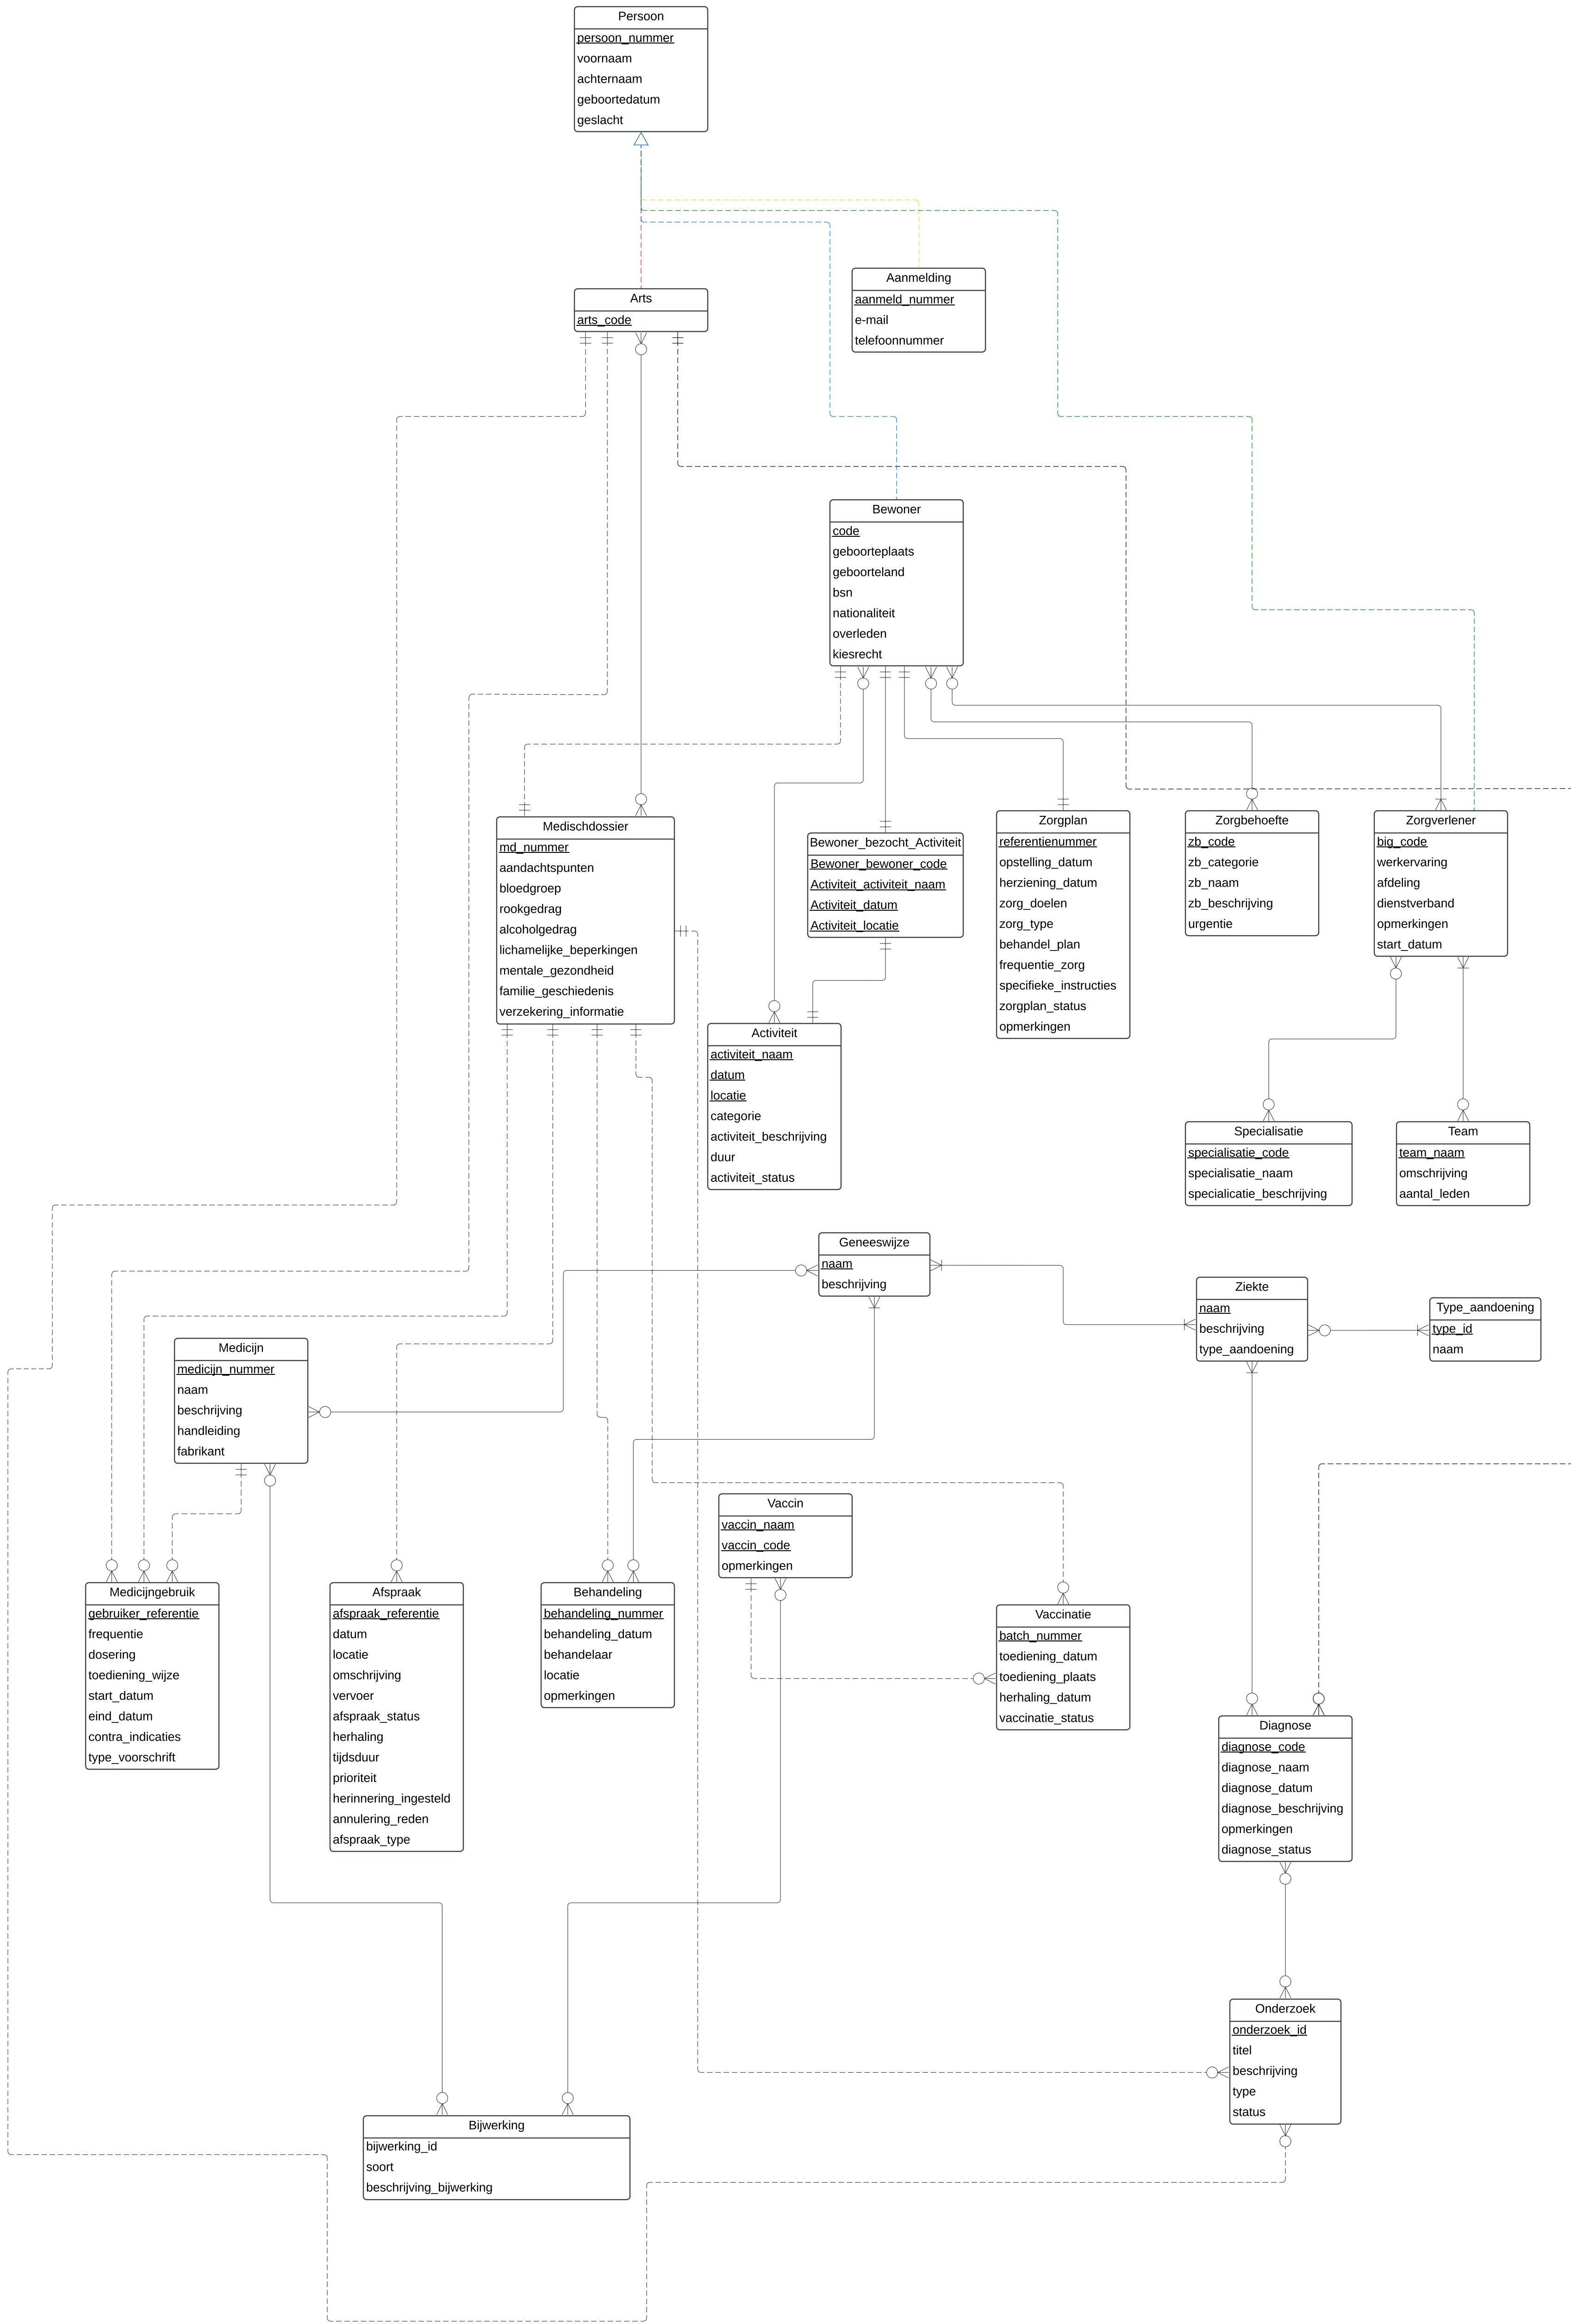 Persoon
persoon_nummer
voornaam
achternaam
geboortedatum
geslacht
Aanmelding
aanmeld_nummer
e-mail
telefoonnummer
Arts
arts_code
Bewoner
code
geboorteplaats
geboorteland
bsn
nationaliteit
overleden
kiesrecht
Medischdossier
md_nummer
aandachtspunten
bloedgroep
rookgedrag
alcoholgedrag
lichamelijke_beperkingen
mentale_gezondheid
familie_geschiedenis
verzekering_informatie
Bewoner_bezocht_Activiteit
Bewoner_bewoner_code
Activiteit_activiteit_naam
Activiteit_datum
Activiteit_locatie
Zorgplan
referentienummer
opstelling_datum
herziening_datum
zorg_doelen
zorg_type
behandel_plan
frequentie_zorg
specifieke_instructies
zorgplan_status
opmerkingen
Zorgbehoefte
zb_code
zb_categorie
zb_naam
zb_beschrijving
urgentie
Zorgverlener
big_code
werkervaring
afdeling
dienstverband
opmerkingen
start_datum
Activiteit
activiteit_naam
datum
locatie
categorie
activiteit_beschrijving
duur
activiteit_status
Specialisatie
specialisatie_code
specialisatie_naam
specialicatie_beschrijving
Team
team_naam
omschrijving
aantal_leden
Geneeswijze
naam
beschrijving
Ziekte
naam
beschrijving
type_aandoening
Type_aandoening
type_id
naam
Medicijn
medicijn_nummer
naam
beschrijving
handleiding
fabrikant
Vaccin
vaccin_naam
vaccin_code
opmerkingen
Medicijngebruik
gebruiker_referentie
frequentie
dosering
toediening_wijze
start_datum
eind_datum
contra_indicaties
type_voorschrift
Afspraak
afspraak_referentie
datum
locatie
omschrijving
vervoer
afspraak_status
herhaling
tijdsduur
prioriteit
herinnering_ingesteld
annulering_reden
afspraak_type
Behandeling
behandeling_nummer
behandeling_datum
behandelaar
locatie
opmerkingen
Vaccinatie
batch_nummer
toediening_datum
toediening_plaats
herhaling_datum
vaccinatie_status
Diagnose
diagnose_code
diagnose_naam
diagnose_datum
diagnose_beschrijving
opmerkingen
diagnose_status
Onderzoek
onderzoek_id
titel
beschrijving
type
status
Bijwerking
bijwerking_id
soort
beschrijving_bijwerking